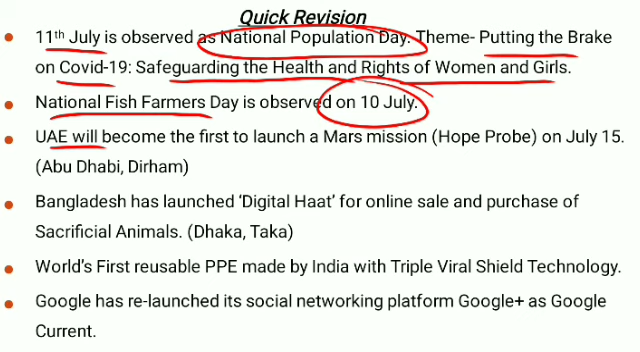 Quick Revision
11th July is observed as National Population Day. Theme- Putting the Brake
on Covid-19: Safeguarding the Health and Rights of Women and Girls.
National Fish Farmers Day is observed on 10 July.
UAE will become the first to launch a Mars mission (Hope Probe) on July 15.
(Abu Dhabi, Dirham)
Bangladesh has launched ‘Digital Haat’ for online sale and purchase of
Sacrificial Animals. (Dhaka, Taka)
World's First reusable PPE made by India with Triple Viral Shield Technology.
Google has re-launched its social networking platform Google+ as Google
Current.